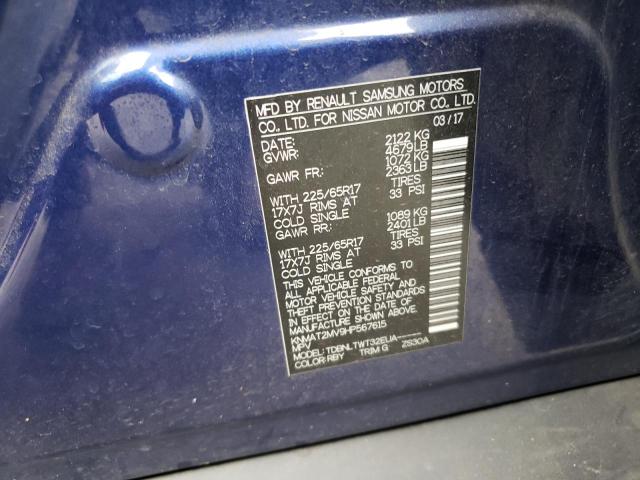 MFD BY RENAULT SAMSUNG MOTORS
CO., LTD. FOR NISSAN MOTOR CO., LTD.
DATE: 03/17
GVWR: 2122 KG
4679 LB
GAWR FR: 1072 KG
2363 LB
WITH 225/65R17 TIRES
17X7J RIMS AT 33 PSI
COLD SINGLE
GAWR RR: 1089 KG
2401 LB
WITH 225/65R17 TIRES
17X7J RIMS AT 33 PSI
COLD SINGLE
THIS VEHICLE CONFORMS TO
ALL APPLICABLE FEDERAL
MOTOR VEHICLE SAFETY AND
THEFT PREVENTION STANDARDS
IN EFFECT ON THE DATE OF
MANUFACTURE SHOWN ABOVE.
KNMAT2MV9HP567615
MPV
MODEL: TDBNLTWT32EUA-----
COLOR:RBY TRIM:G ZS30A